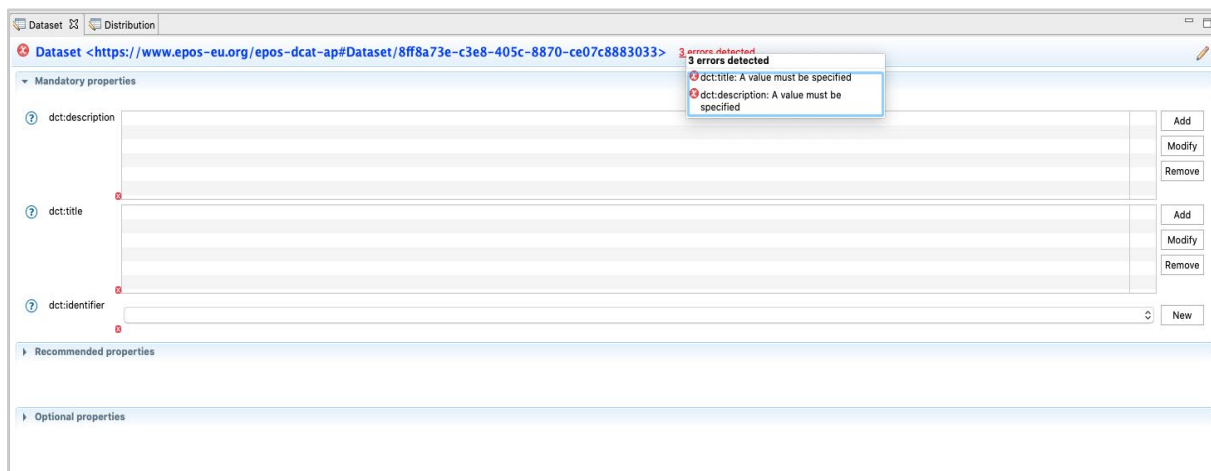 Dataset Distribution
Dataset <https://www.epos-eu.org/epos-dcat-ap#Dataset/8ff8a73e-c3e8-405c-8870-ce07c8883033> 3 errors detected
3 errors detected
dct:title: A value must be specified
dct:description: A value must be
specified
Mandatory properties
dct:description
Add
Modify
Remove
dct:title
Add
Modify
Remove
dct:identifier
New
Recommended properties
Optional properties